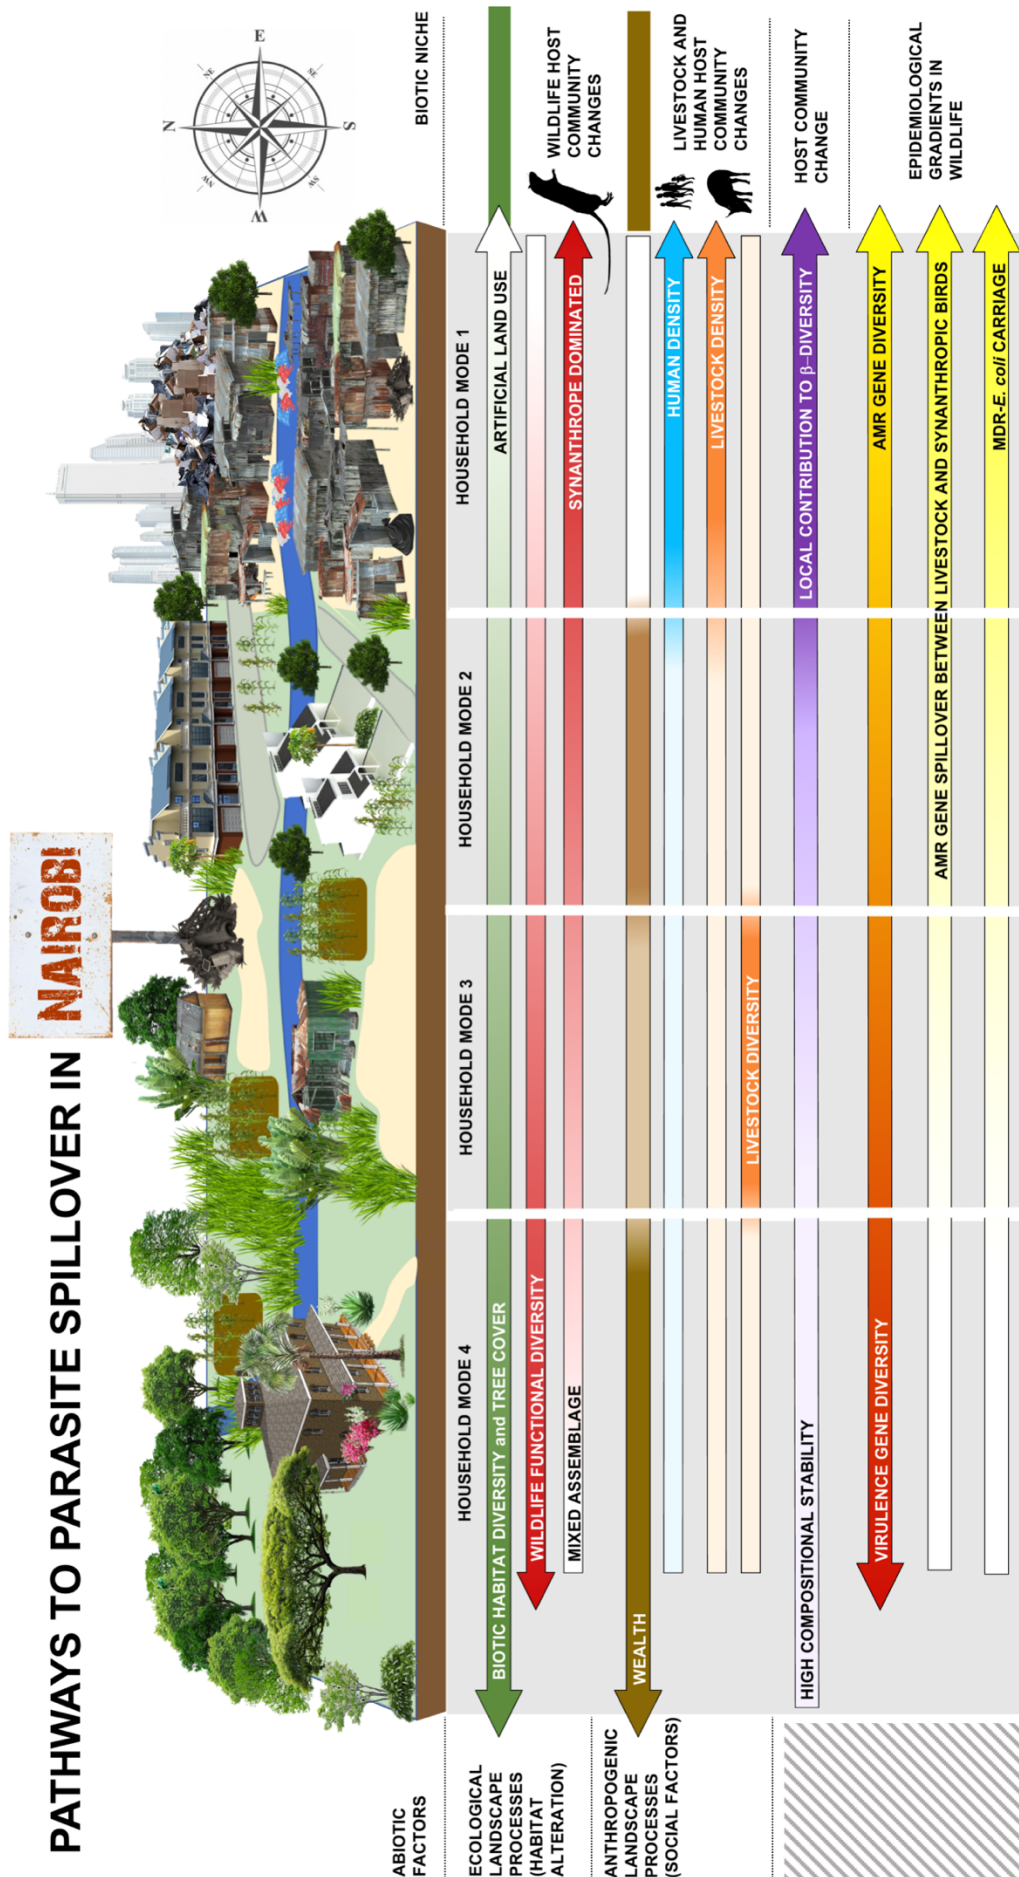 PATHWAYS TO PARASITE SPILLOVER IN
NAIROBI
N
NE
E
SE
S
SW
W
NW
ABIOTIC
FACTORS
BIOTIC NICHE
HOUSEHOLD MODE 4
HOUSEHOLD MODE 3
HOUSEHOLD MODE 2
HOUSEHOLD MODE 1
ECOLOGICAL
LANDSCAPE
PROCESSES
(HABITAT
ALTERATION)
BIOTIC HABITAT DIVERSITY and TREE COVER
ARTIFICIAL LAND USE
WILDLIFE FUNCTIONAL DIVERSITY
MIXED ASSEMBLAGE
SYNANTHROPE DOMINATED
WILDLIFE HOST
COMMUNITY
CHANGES
ANTHROPOGENIC
LANDSCAPE
PROCESSES
(SOCIAL FACTORS)
WEALTH
HUMAN DENSITY
LIVESTOCK DENSITY
LIVESTOCK DIVERSITY
LIVESTOCK AND
HUMAN HOST
COMMUNITY
CHANGES
HIGH COMPOSITIONAL STABILITY
LOCAL CONTRIBUTION TO β–DIVERSITY
HOST COMMUNITY
CHANGE
VIRULENCE GENE DIVERSITY
AMR GENE DIVERSITY
AMR GENE SPILLOVER BETWEEN LIVESTOCK AND SYNANTHROPIC BIRDS
MDR-E. coli CARRIAGE
EPIDEMIOLOGICAL
GRADIENTS IN
WILDLIFE